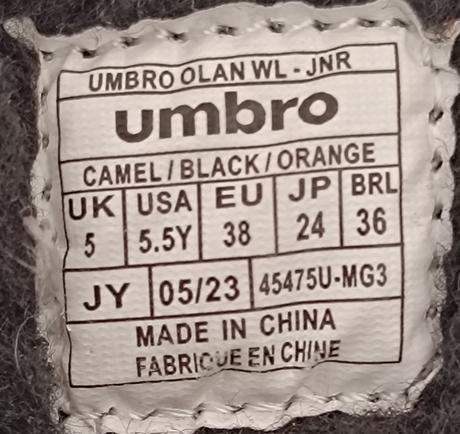 UMBRO OLAN WL - JNR
umbro
CAMEL / BLACK / ORANGE
UK USA EU JP BRL
5 5.5Y 38 24 36
JY 05/23 45475U-MG3
MADE IN CHINA
FABRIQUE EN CHINE